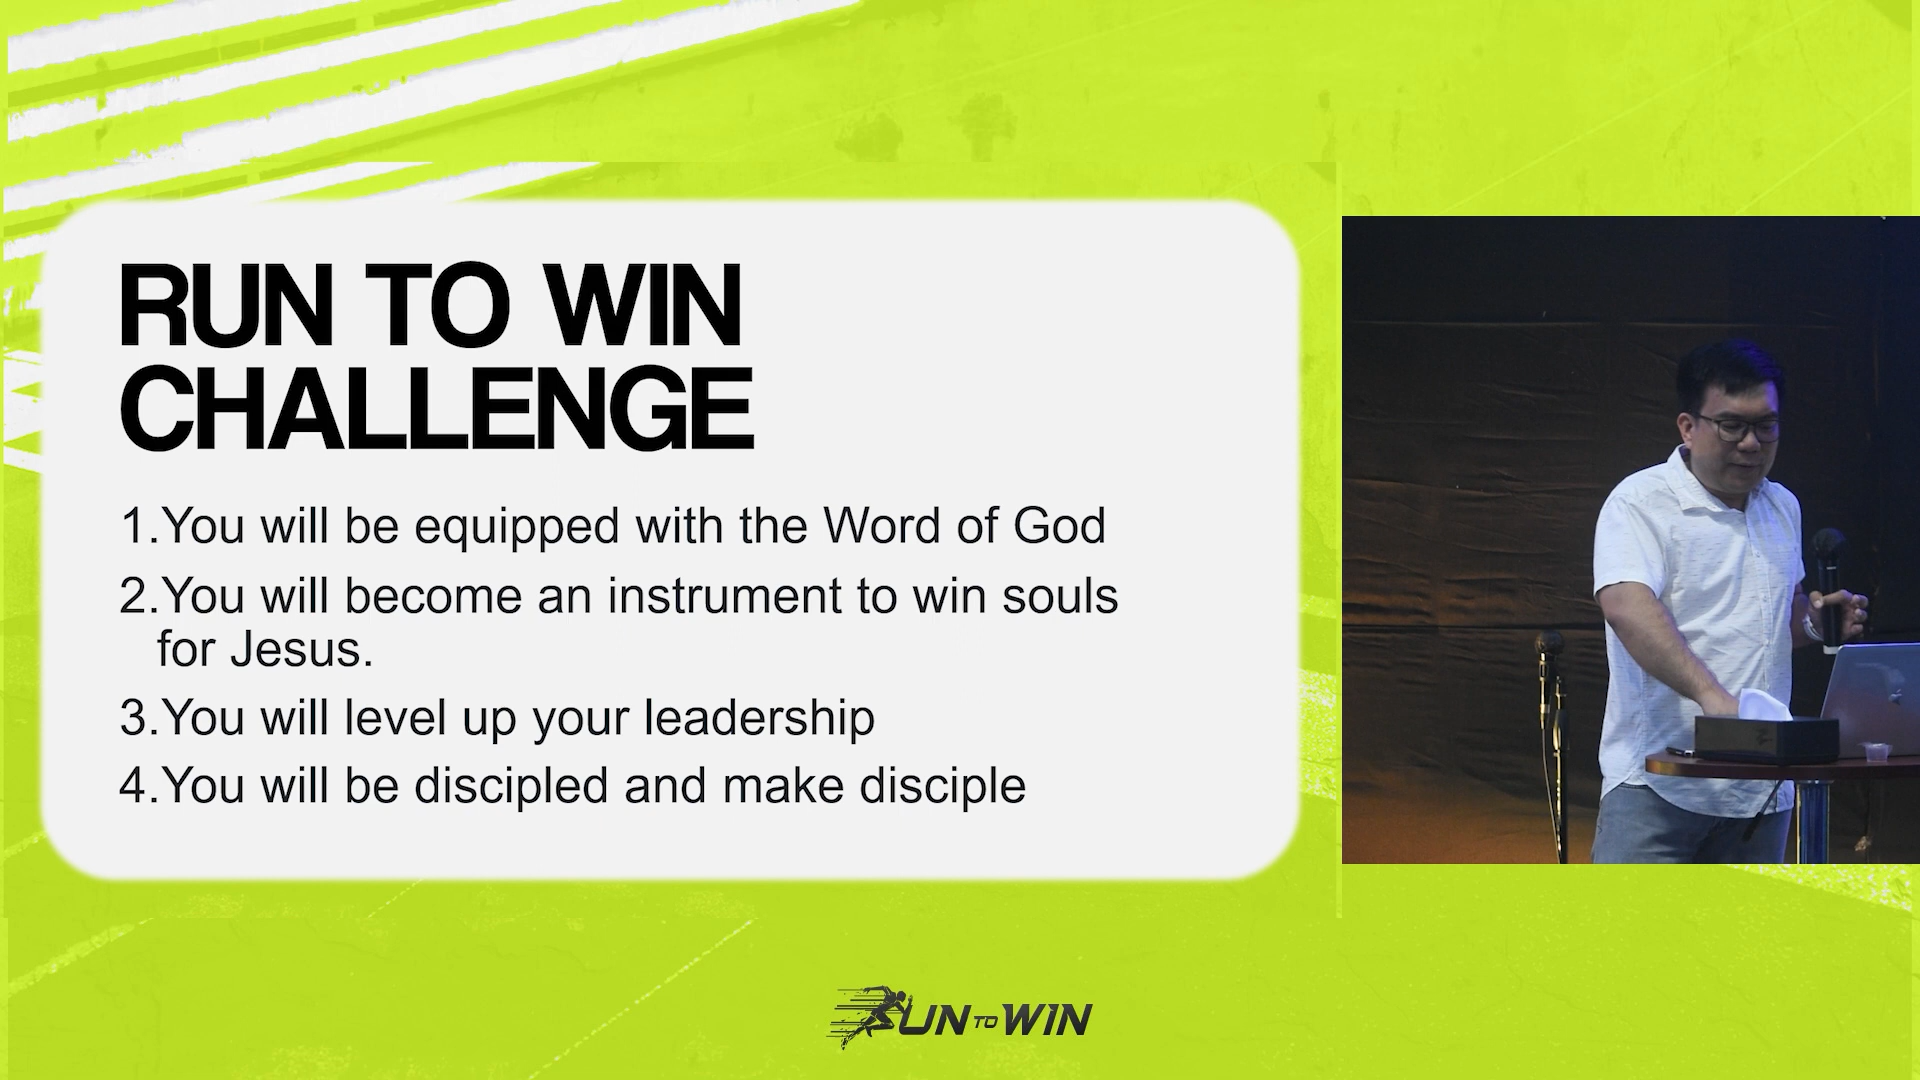 RUN TO WIN
CHALLENGE
1.You will be equipped with the Word of God
2.You will become an instrument to win souls
for Jesus.
3.You will level up your leadership
4.You will be discipled and make disciple
RUN TO WIN